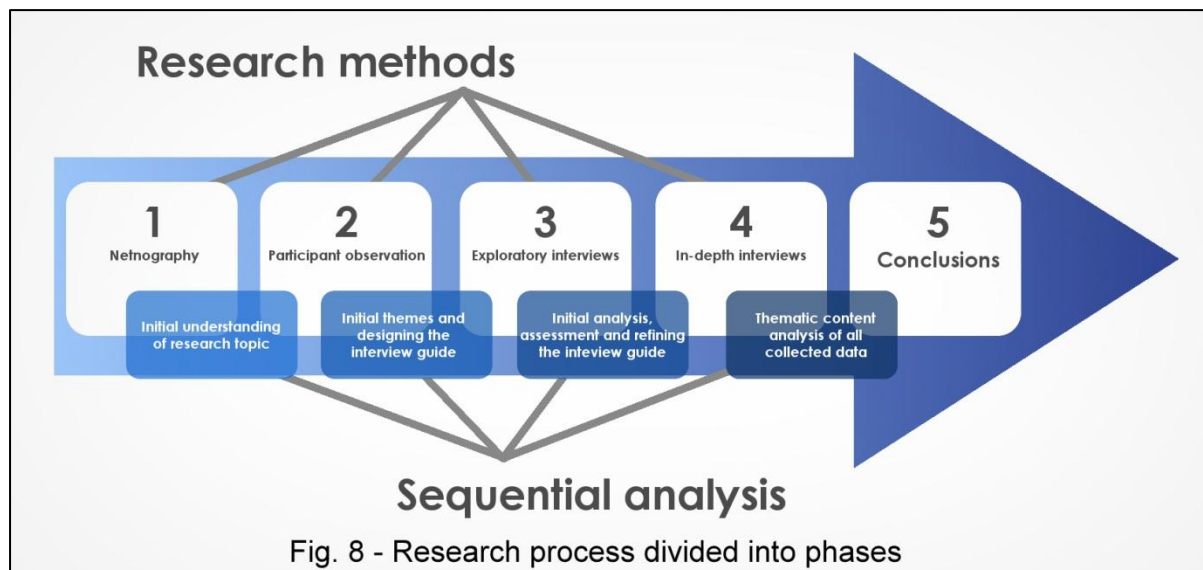 Research methods
1
Netnography
2
Participant observation
3
Exploratory interviews
4
In-depth interviews
5
Conclusions
Initial understanding
of research topic
Initial themes and
designing the
interview guide
Initial analysis,
assessment and refining
the inteview guide
Thematic content
analysis of all
collected data
Sequential analysis
Fig. 8 - Research process divided into phases